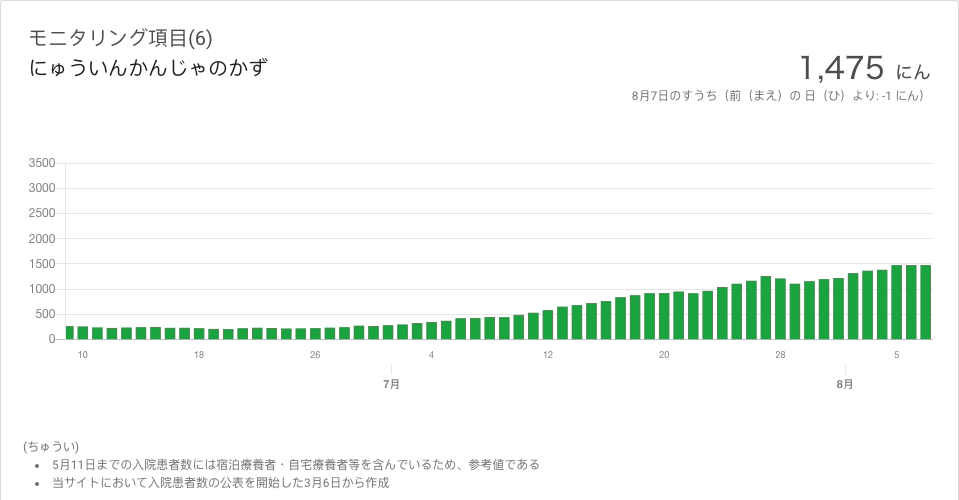 モニタリング項目(6)
にゅういんかんじゃのかず
1,475 にん
8月7日のすうち（前（まえ）の 日（ひ）より: -1 にん）
3500
3000
2500
2000
1500
1000
500
0
10 18 26 4 12 20 28 5
7月 8月
(ちゅうい)
• 5月11日までの入院患者数には宿泊療養者・自宅療養者等を含んでいるため、参考値である
• 当サイトにおいて入院患者数の公表を開始した3月6日から作成